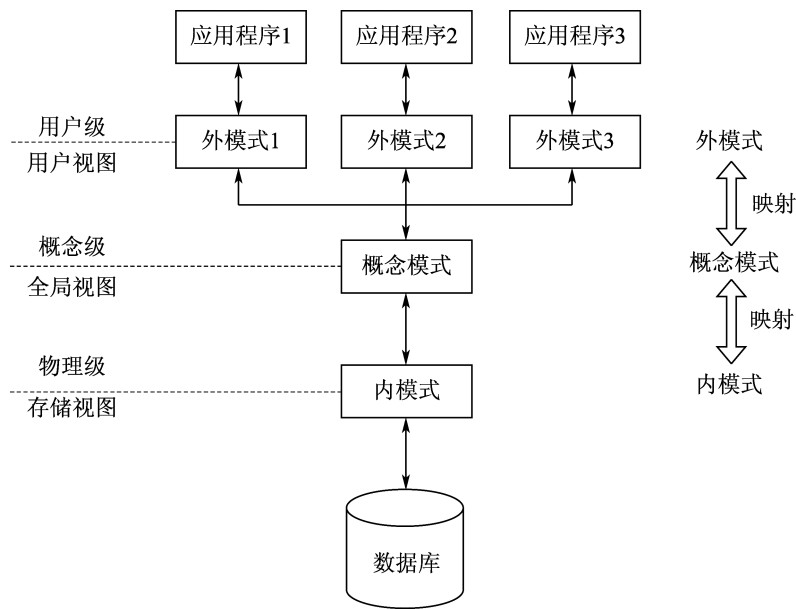 应用程序1
应用程序2
应用程序3
用户级
用户视图
外模式1
外模式2
外模式3
外模式
映射
概念级
全局视图
概念模式
概念模式
映射
物理级
存储视图
内模式
内模式
数据库